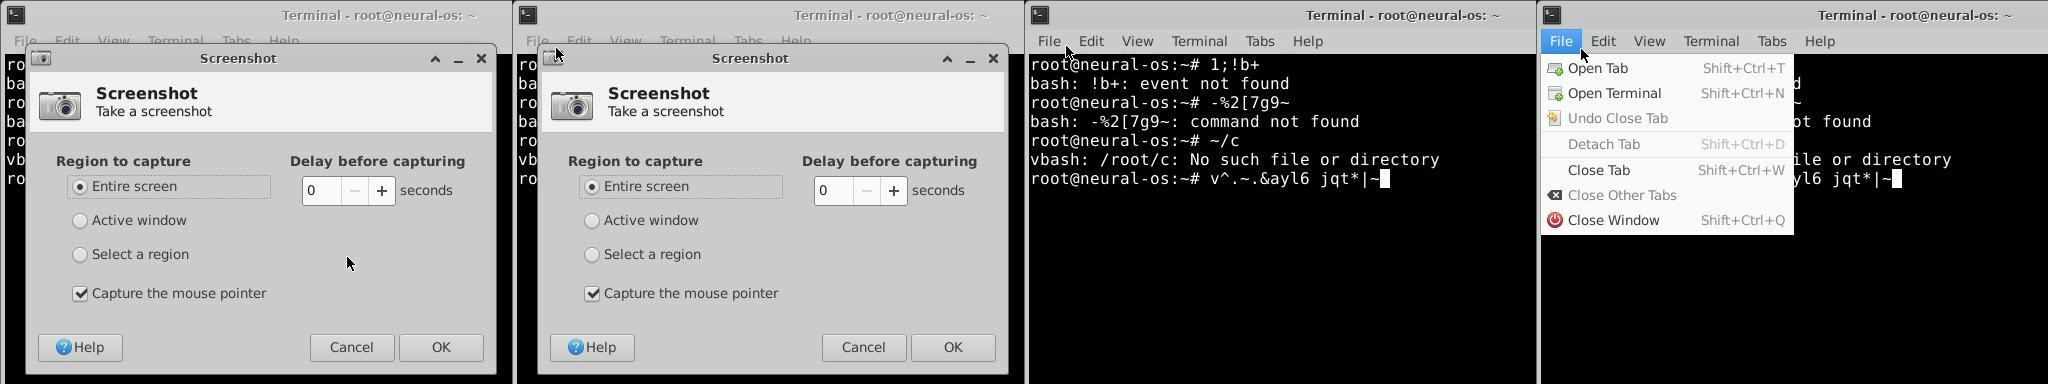 Terminal - root@neural-os: ~
File Edit View Terminal Tabs Help
Screenshot
Screenshot
Take a screenshot
Region to capture
Entire screen
Active window
Select a region
Capture the mouse pointer
Delay before capturing
0 seconds
Help Cancel OK
ro
ba
ro
ba
ro
vb
ro
Terminal - root@neural-os: ~
File Edit View Terminal Tabs Help
Screenshot
Screenshot
Take a screenshot
Region to capture
Entire screen
Active window
Select a region
Capture the mouse pointer
Delay before capturing
0 seconds
Help Cancel OK
ro
ba
ro
ba
ro
vb
ro
Terminal - root@neural-os: ~
File Edit View Terminal Tabs Help
root@neural-os:~# 1;!b+
bash: !b+: event not found
root@neural-os:~# -%2[7g9~
bash: -%2[7g9~: command not found
root@neural-os:~# ~/c
vbash: /root/c: No such file or directory
root@neural-os:~# v^.~.&ayl6 jqt*|~
Terminal - root@neural-os: ~
File Edit View Terminal Tabs Help
Open Tab Shift+Ctrl+T
Open Terminal Shift+Ctrl+N
Undo Close Tab
Detach Tab Shift+Ctrl+D
Close Tab Shift+Ctrl+W
Close Other Tabs
Close Window Shift+Ctrl+Q
d
~
ot found
ile or directory
yl6 jqt*|~